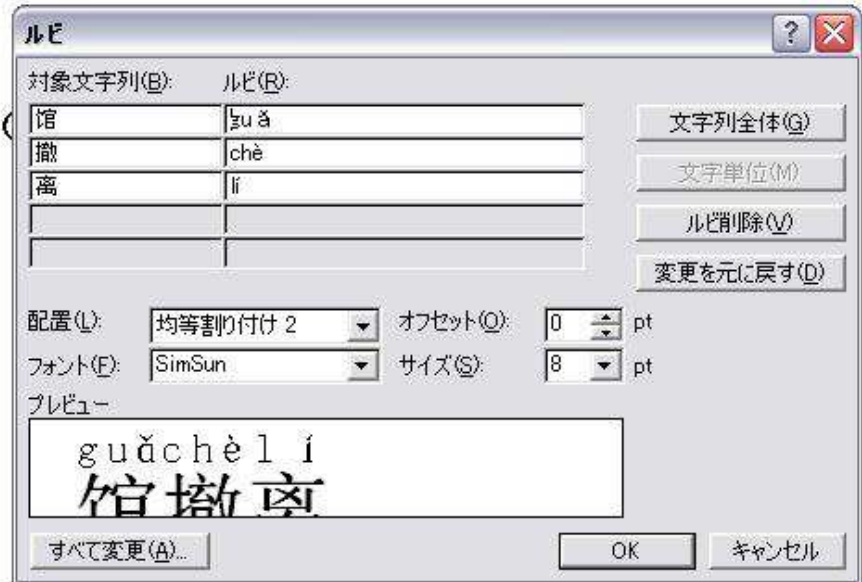 ルビ
対象文字列(B): ルビ(R):
馆 guǎ
撤 chè
离 lí
文字列全体(G)
文字単位(M)
ルビ削除(V)
変更を元に戻す(D)
配置(L): 均等割り付け 2 オフセット(O): 0 pt
フォント(F): SimSun サイズ(S): 8 pt
プレビュー
guǎchèlí
馆撤离
すべて変更(A)... OK キャンセル